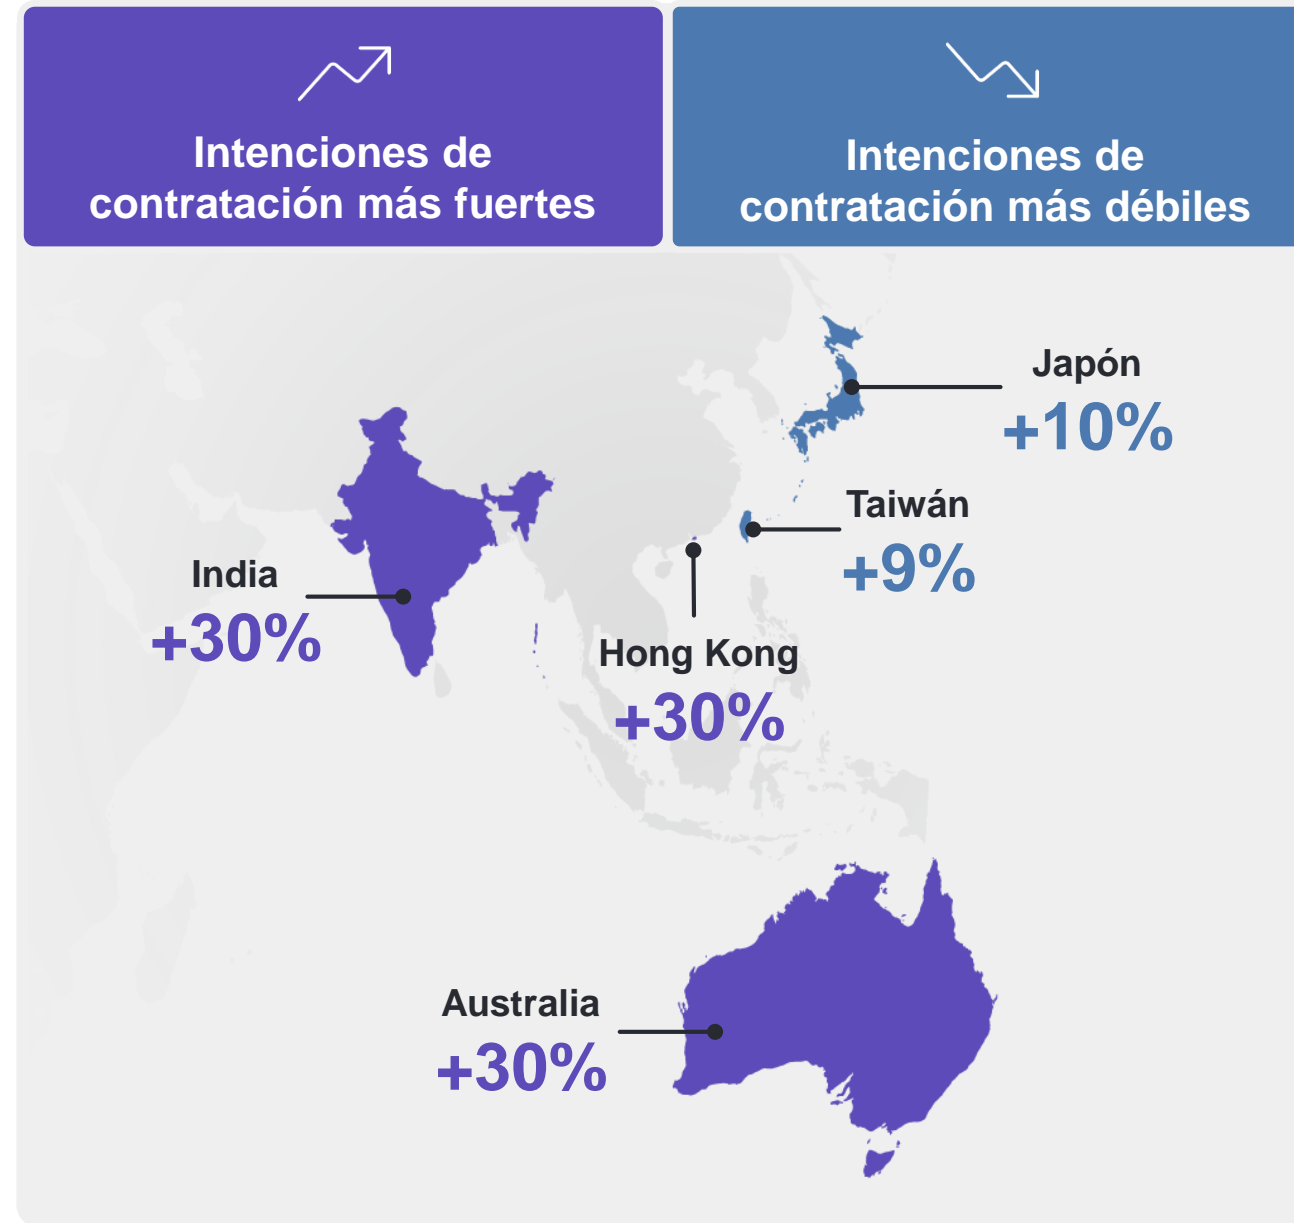 Intenciones de
contratación más fuertes
Intenciones de
contratación más débiles
Japón
+10%
Taiwán
+9%
India
+30%
Hong Kong
+30%
Australia
+30%